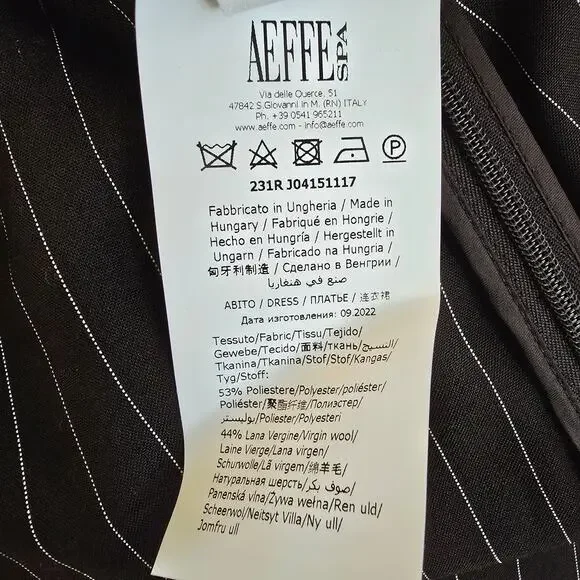 AEFFE SPA
Via delle Querce, 51
47842 S.Giovanni in M. (RN) ITALY
Ph. +39 0541 965211
www.aeffe.com - info@aeffe.com
P
231R J04151117
Fabbricato in Ungheria / Made in
Hungary / Fabriqué en Hongrie /
Hecho en Hungría / Hergestellt in
Ungarn / Fabricado na Hungria /
匈牙利制造 / Сделано в Венгрии /
صنع في هنغاريا
ABITO / DRESS / ПЛАТЬЕ / 连衣裙
Дата изготовления: 09.2022
Tessuto/Fabric/Tissu/Tejido/
Gewebe/Tecido/面料/ткань/النسيج/
Tkanina/Tkanina/Stof/Stof/Kangas/
Tyg/Stoff:
53% Poliestere/Polyester/poliéster/
Poliéster/聚酯纤维/Полиэстер/
بوليستر/Polyester/Polyesteri
44% Lana Vergine/Virgin wool/
Laine Vierge/Lana virgen/
Schurwolle/Lã virgem/绵羊毛/
Натуральная шерсть/صوف بكر/
Panenská vlna/Żywa wełna/Ren uld/
Scheerwol/Neitsyt Villa/Ny ull/
Jomfru ull